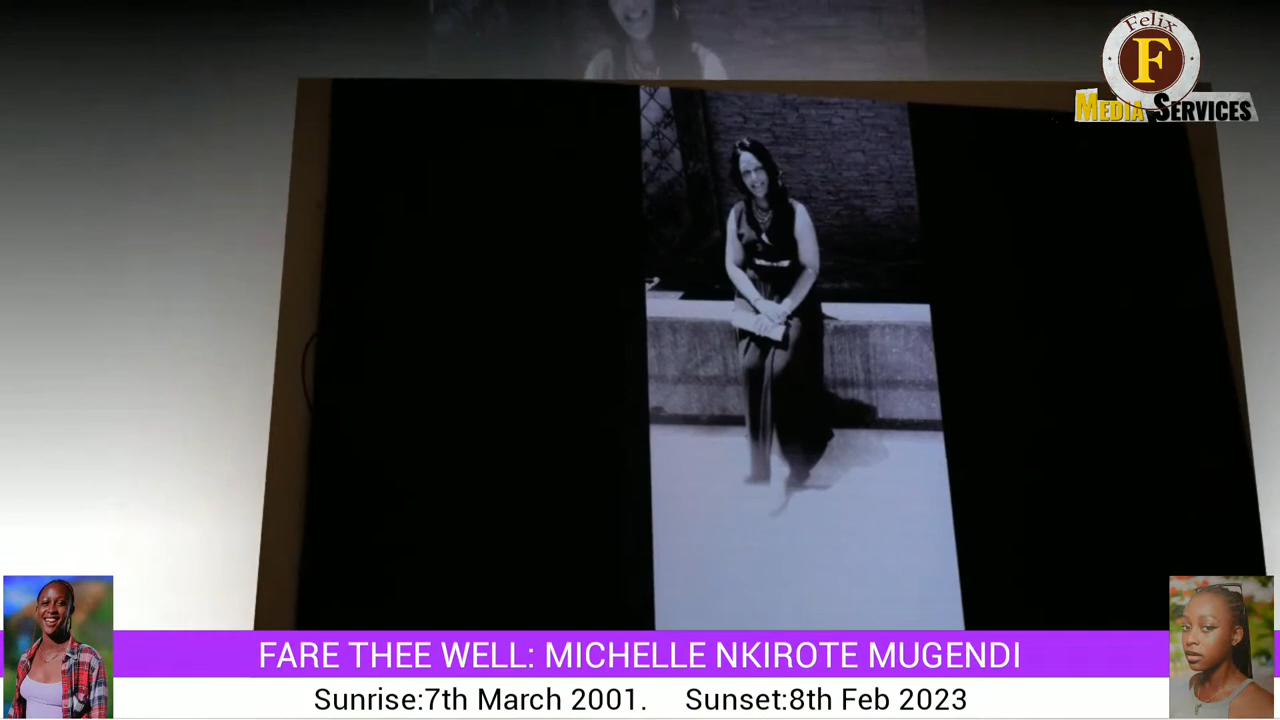 Felix
F
MEDIA SERVICES
FARE THEE WELL: MICHELLE NKIROTE MUGENDI
Sunrise:7th March 2001. Sunset:8th Feb 2023